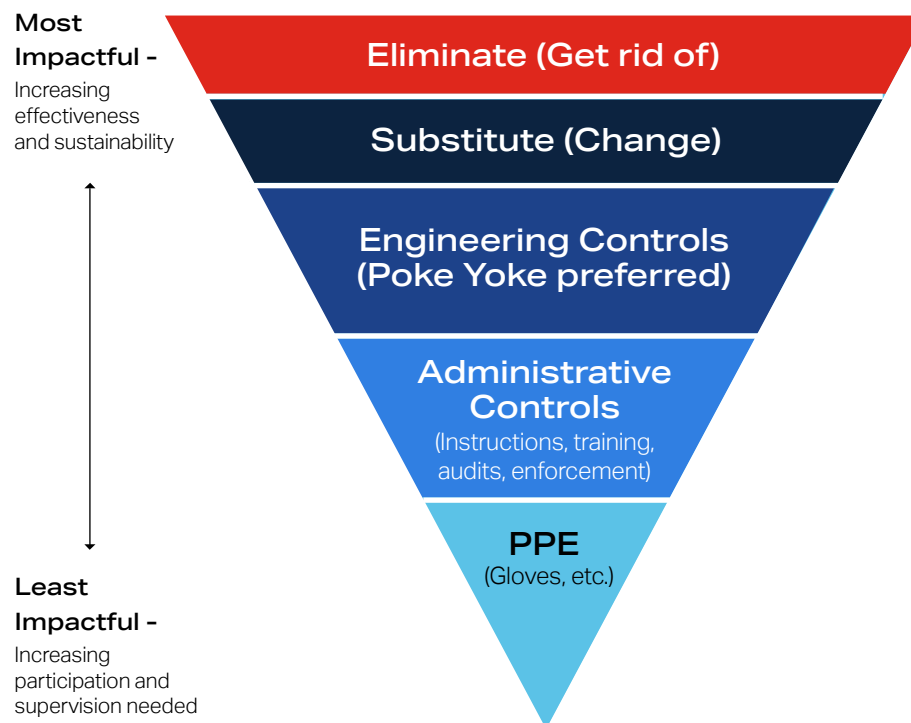 Most
Impactful -
Increasing
effectiveness
and sustainability
Eliminate (Get rid of)
Substitute (Change)
Engineering Controls
(Poke Yoke preferred)
Administrative
Controls
(Instructions, training,
audits, enforcement)
PPE
(Gloves, etc.)
Least
Impactful -
Increasing
participation and
supervision needed